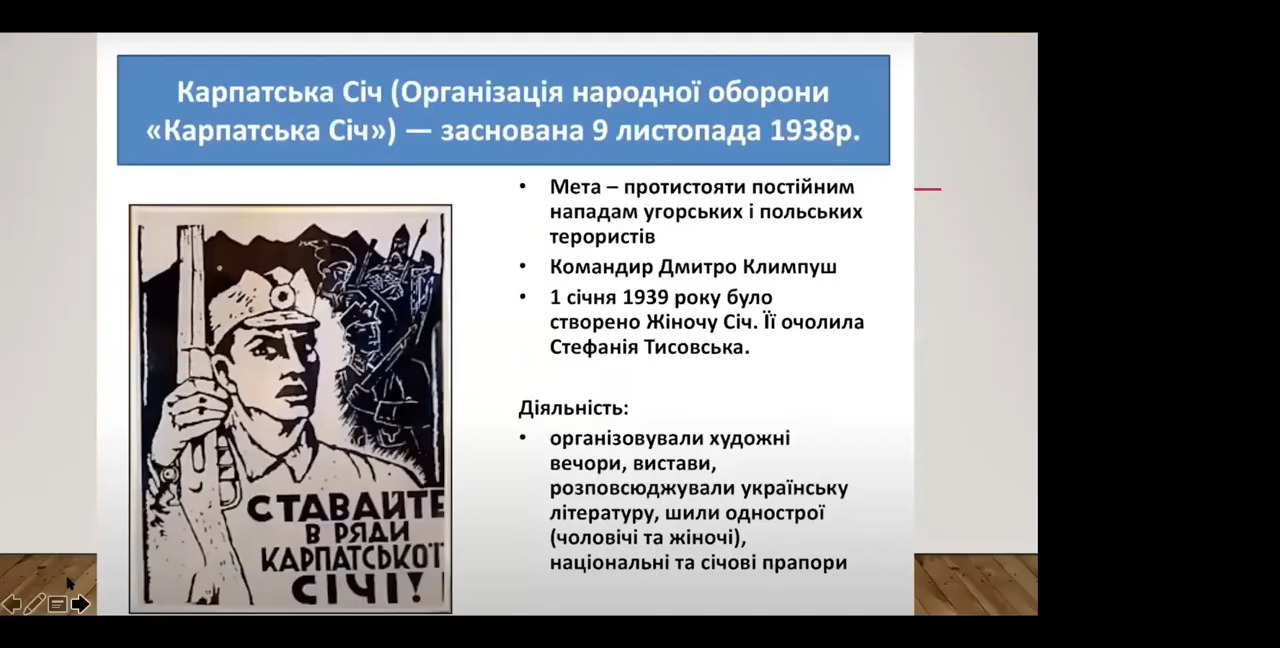 Карпатська Січ (Організація народної оборони
«Карпатська Січ») — заснована 9 листопада 1938р.
• Мета – протистояти постійним
нападам угорських і польських
терористів
• Командир Дмитро Климпуш
• 1 січня 1939 року було
створено Жіночу Січ. Її очолила
Стефанія Тисовська.
Діяльність:
• організовували художні
вечори, вистави,
розповсюджували українську
літературу, шили однострої
(чоловічі та жіночі),
національні та січові прапори
СТАВАЙТЕ
В РЯДИ
КАРПАТСЬКОЇ
СІЧІ!